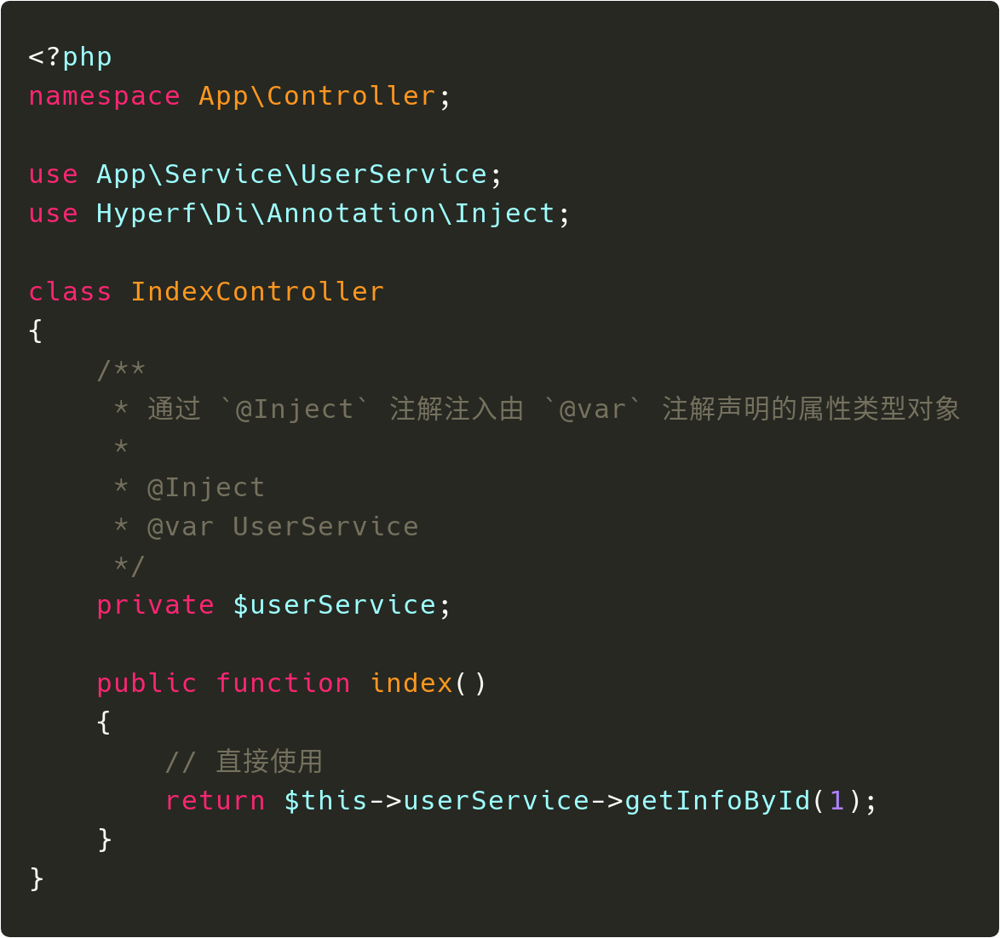 <?php
namespace App\Controller;

use App\Service\UserService;
use Hyperf\Di\Annotation\Inject;

class IndexController
{
    /**
     * 通过 `@Inject` 注解注入由 `@var` 注解声明的属性类型对象
     *
     * @Inject
     * @var UserService
     */
    private $userService;

    public function index()
    {
        // 直接使用
        return $this->userService->getInfoById(1);
    }
}